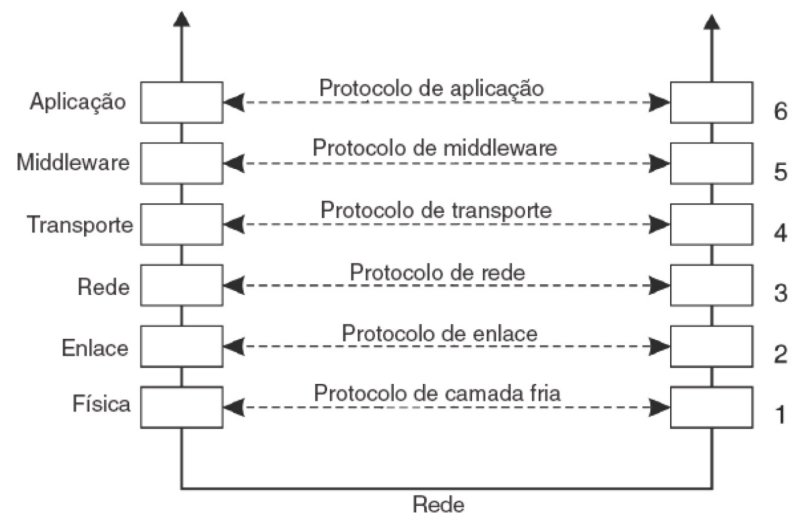 Aplicação
Protocolo de aplicação
6
Middleware
Protocolo de middleware
5
Transporte
Protocolo de transporte
4
Rede
Protocolo de rede
3
Enlace
Protocolo de enlace
2
Física
Protocolo de camada fria
1
Rede